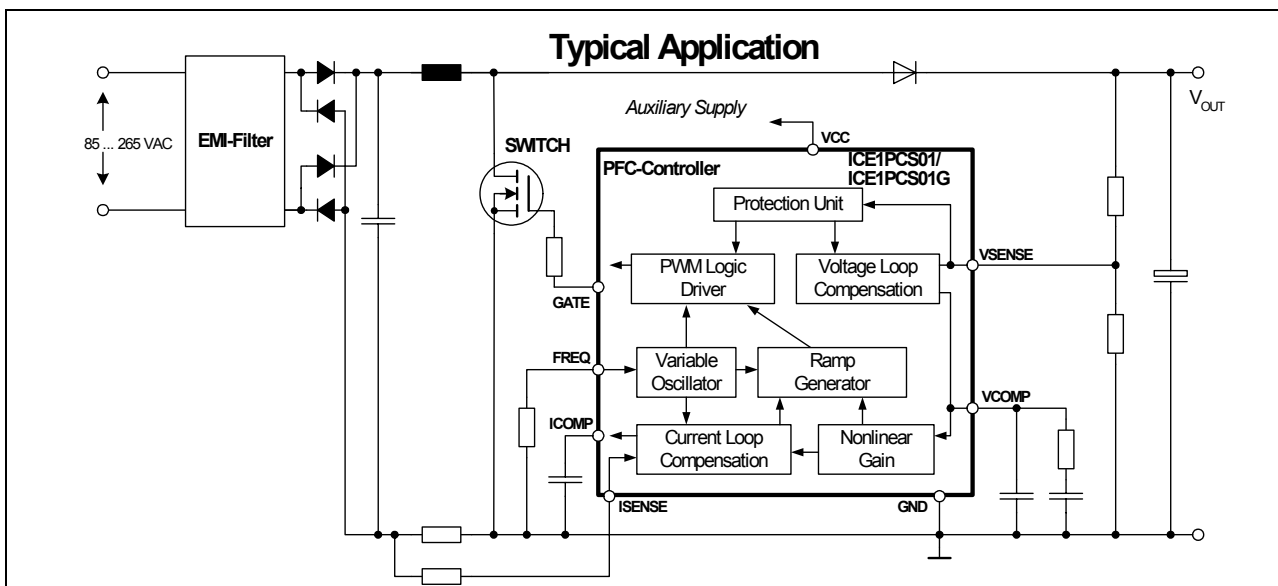 Typical Application
Auxiliary Supply
VCC
V_OUT
85 ... 265 VAC
EMI-Filter
SWITCH
PFC-Controller
ICE1PCS01/
ICE1PCS01G
Protection Unit
PWM Logic
Driver
Voltage Loop
Compensation
VSENSE
GATE
FREQ
Variable
Oscillator
Ramp
Generator
VCOMP
ICOMP
Current Loop
Compensation
Nonlinear
Gain
ISENSE
GND